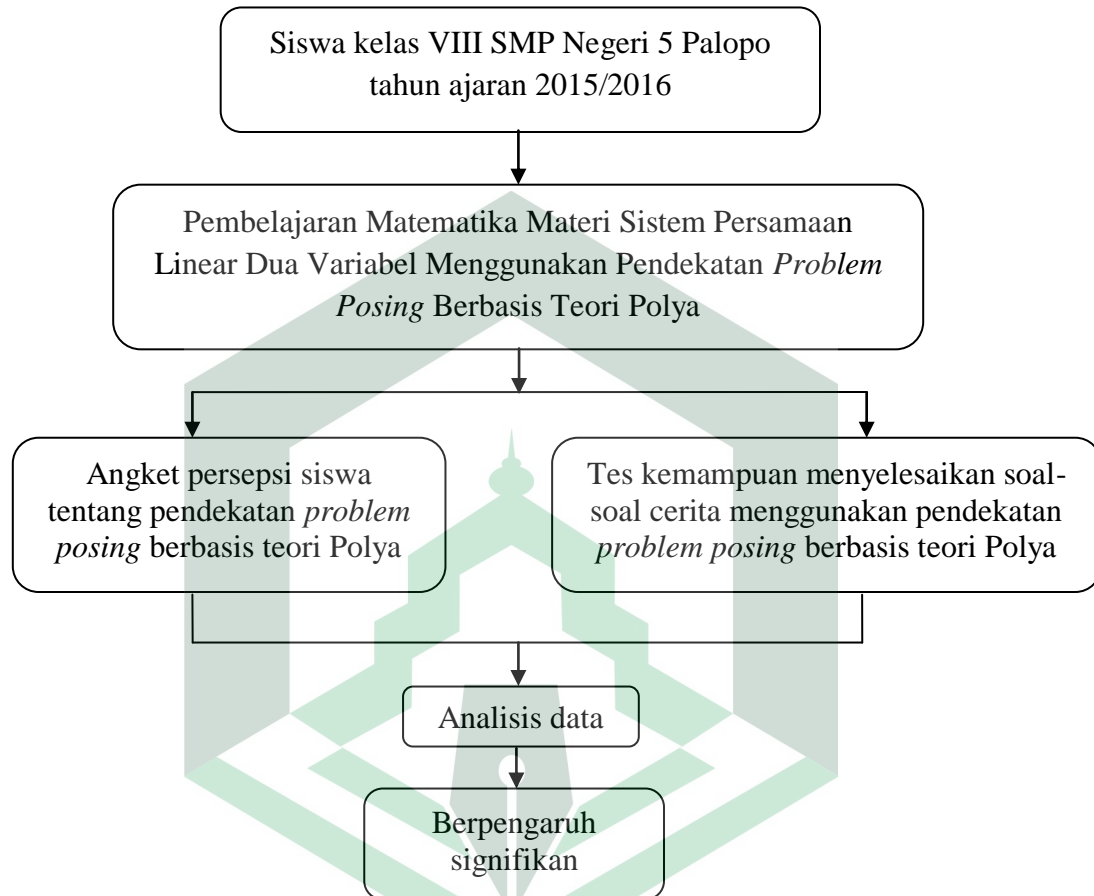 Siswa kelas VIII SMP Negeri 5 Palopo
tahun ajaran 2015/2016
Pembelajaran Matematika Materi Sistem Persamaan
Linear Dua Variabel Menggunakan Pendekatan Problem
Posing Berbasis Teori Polya
Angket persepsi siswa
tentang pendekatan problem
posing berbasis teori Polya
Tes kemampuan menyelesaikan soal-
soal cerita menggunakan pendekatan
problem posing berbasis teori Polya
Analisis data
Berpengaruh
signifikan